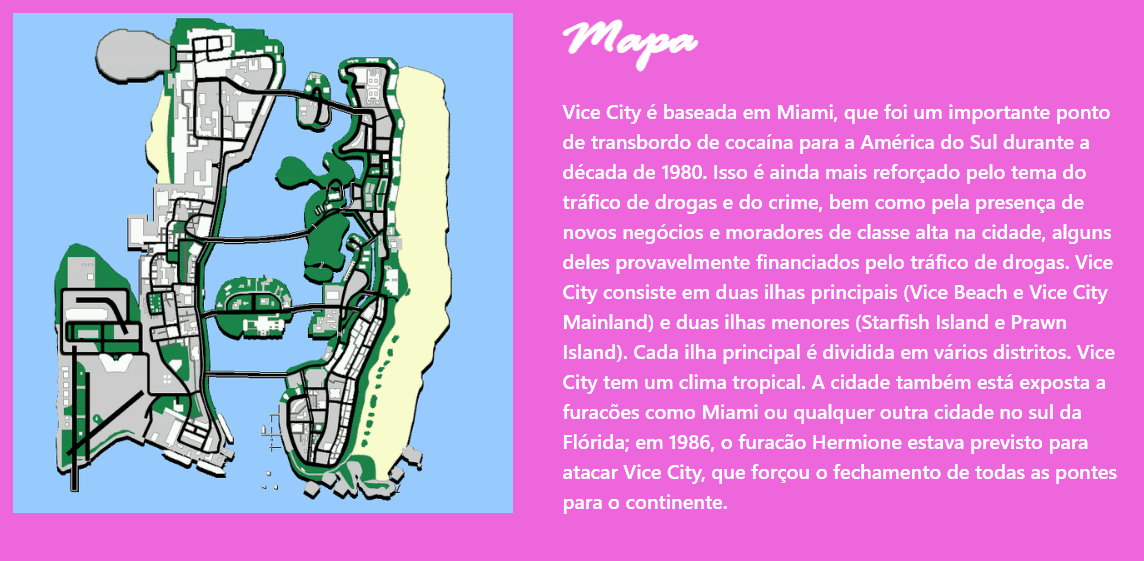 Mapa
Vice City é baseada em Miami, que foi um importante ponto
de transbordo de cocaína para a América do Sul durante a
década de 1980. Isso é ainda mais reforçado pelo tema do
tráfico de drogas e do crime, bem como pela presença de
novos negócios e moradores de classe alta na cidade, alguns
deles provavelmente financiados pelo tráfico de drogas. Vice
City consiste em duas ilhas principais (Vice Beach e Vice City
Mainland) e duas ilhas menores (Starfish Island e Prawn
Island). Cada ilha principal é dividida em vários distritos. Vice
City tem um clima tropical. A cidade também está exposta a
furacões como Miami ou qualquer outra cidade no sul da
Flórida; em 1986, o furacão Hermione estava previsto para
atacar Vice City, que forçou o fechamento de todas as pontes
para o continente.